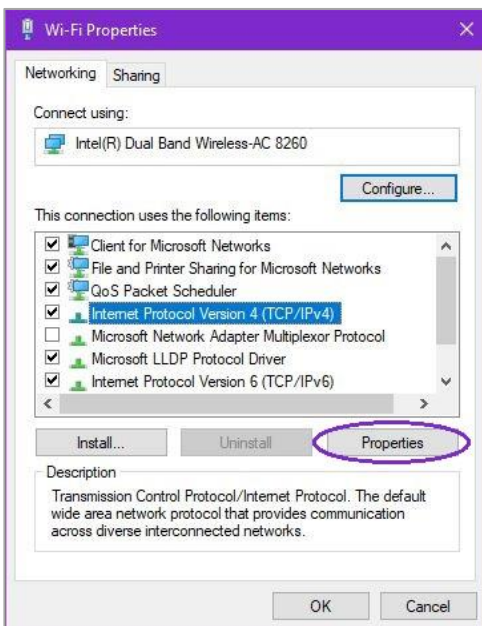 Wi-Fi Properties
Networking Sharing
Connect using:
Intel(R) Dual Band Wireless-AC 8260
Configure...
This connection uses the following items:
Client for Microsoft Networks
File and Printer Sharing for Microsoft Networks
QoS Packet Scheduler
Internet Protocol Version 4 (TCP/IPv4)
Microsoft Network Adapter Multiplexor Protocol
Microsoft LLDP Protocol Driver
Internet Protocol Version 6 (TCP/IPv6)
Install... Uninstall Properties
Description
Transmission Control Protocol/Internet Protocol. The default
wide area network protocol that provides communication
across diverse interconnected networks.
OK Cancel